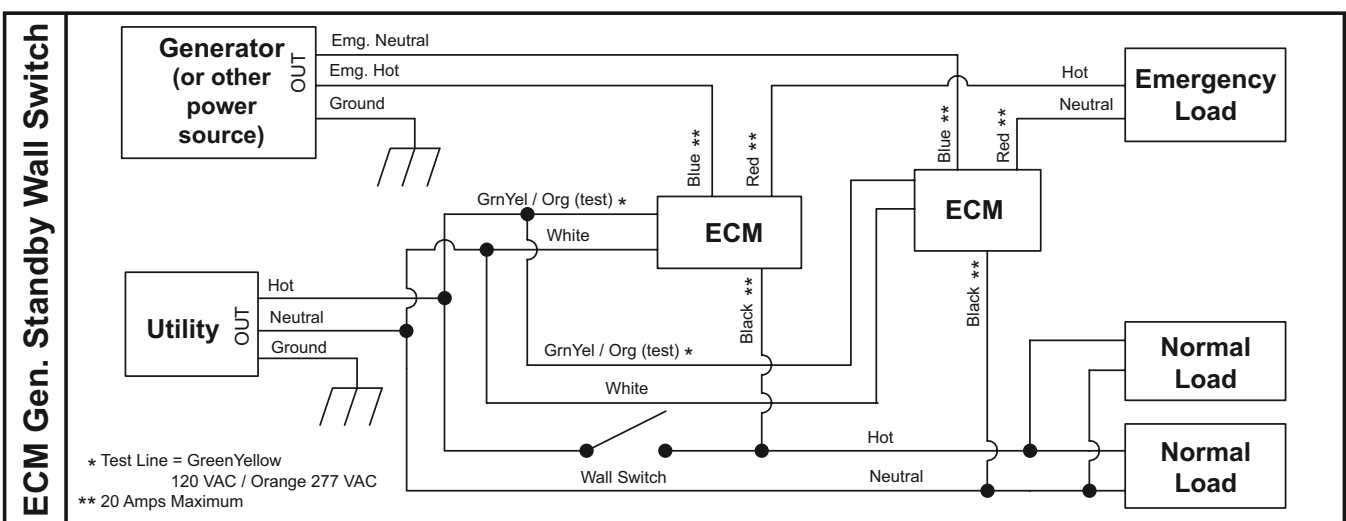 ECM Gen. Standby Wall Switch
Generator
(or other
power
source)
OUT
Emg. Neutral
Emg. Hot
Ground
Hot
Neutral
Emergency
Load
Blue **
Red **
Blue **
Red **
GrnYel / Org (test) *
White
ECM
ECM
Black **
Black **
Utility
OUT
Hot
Neutral
Ground
GrnYel / Org (test) *
White
Normal
Load
Hot
Wall Switch
Neutral
Normal
Load
* Test Line = GreenYellow
120 VAC / Orange 277 VAC
** 20 Amps Maximum